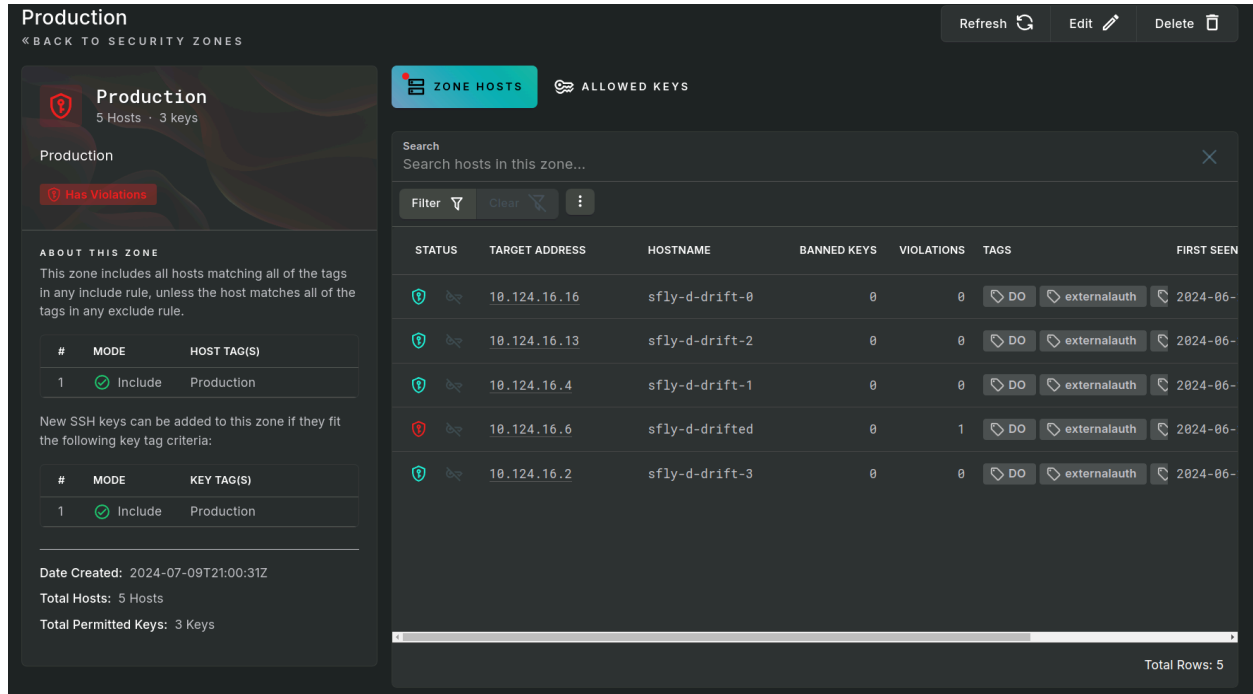 Production
«BACK TO SECURITY ZONES
Refresh
Edit
Delete
Production
5 Hosts · 3 keys
Production
Has Violations
ABOUT THIS ZONE
This zone includes all hosts matching all of the tags
in any include rule, unless the host matches all of the
tags in any exclude rule.
# MODE HOST TAG(S)
1 Include Production
New SSH keys can be added to this zone if they fit
the following key tag criteria:
# MODE KEY TAG(S)
1 Include Production
Date Created: 2024-07-09T21:00:31Z
Total Hosts: 5 Hosts
Total Permitted Keys: 3 Keys
ZONE HOSTS
ALLOWED KEYS
Search
Search hosts in this zone...
Filter
Clear
STATUS TARGET ADDRESS HOSTNAME BANNED KEYS VIOLATIONS TAGS FIRST SEEN
10.124.16.16 sfly-d-drift-0 0 0 DO externalauth 2024-06-
10.124.16.13 sfly-d-drift-2 0 0 DO externalauth 2024-06-
10.124.16.4 sfly-d-drift-1 0 0 DO externalauth 2024-06-
10.124.16.6 sfly-d-drifted 0 1 DO externalauth 2024-06-
10.124.16.2 sfly-d-drift-3 0 0 DO externalauth 2024-06-
Total Rows: 5